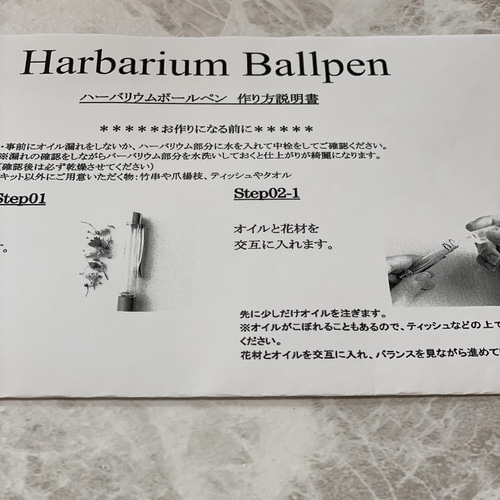 Harbarium Ballpen
ハーバリウムボールペン 作り方説明書
＊＊＊＊＊お作りになる前に＊＊＊＊＊
・事前にオイル漏れをしないか、ハーバリウム部分に水を入れて中栓をしてご確認ください。
※漏れの確認をしながらバーバリウム部分を水洗いしておくと仕上がりが綺麗になります。
(確認後は必ず乾燥させてください)
キット以外にご用意いただく物:竹串や爪楊枝、ティッシュやタオル
Step01
す。
Step02-1
オイルと花材を
交互に入れます。
先に少しだけオイルを注ぎます。
※オイルがこぼれることもあるので、ティッシュなどの上で
ください。
花材とオイルを交互に入れ、バランスを見ながら進めて